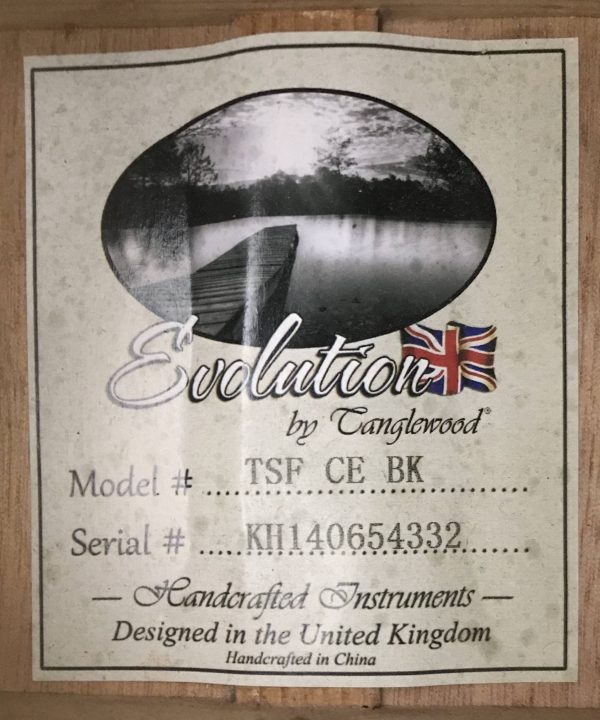 Evolution
by Tanglewood®
Model # .... TSF CE BK ....
Serial # .... KH140654332 ....
— Handcrafted Instruments —
Designed in the United Kingdom
Handcrafted in China